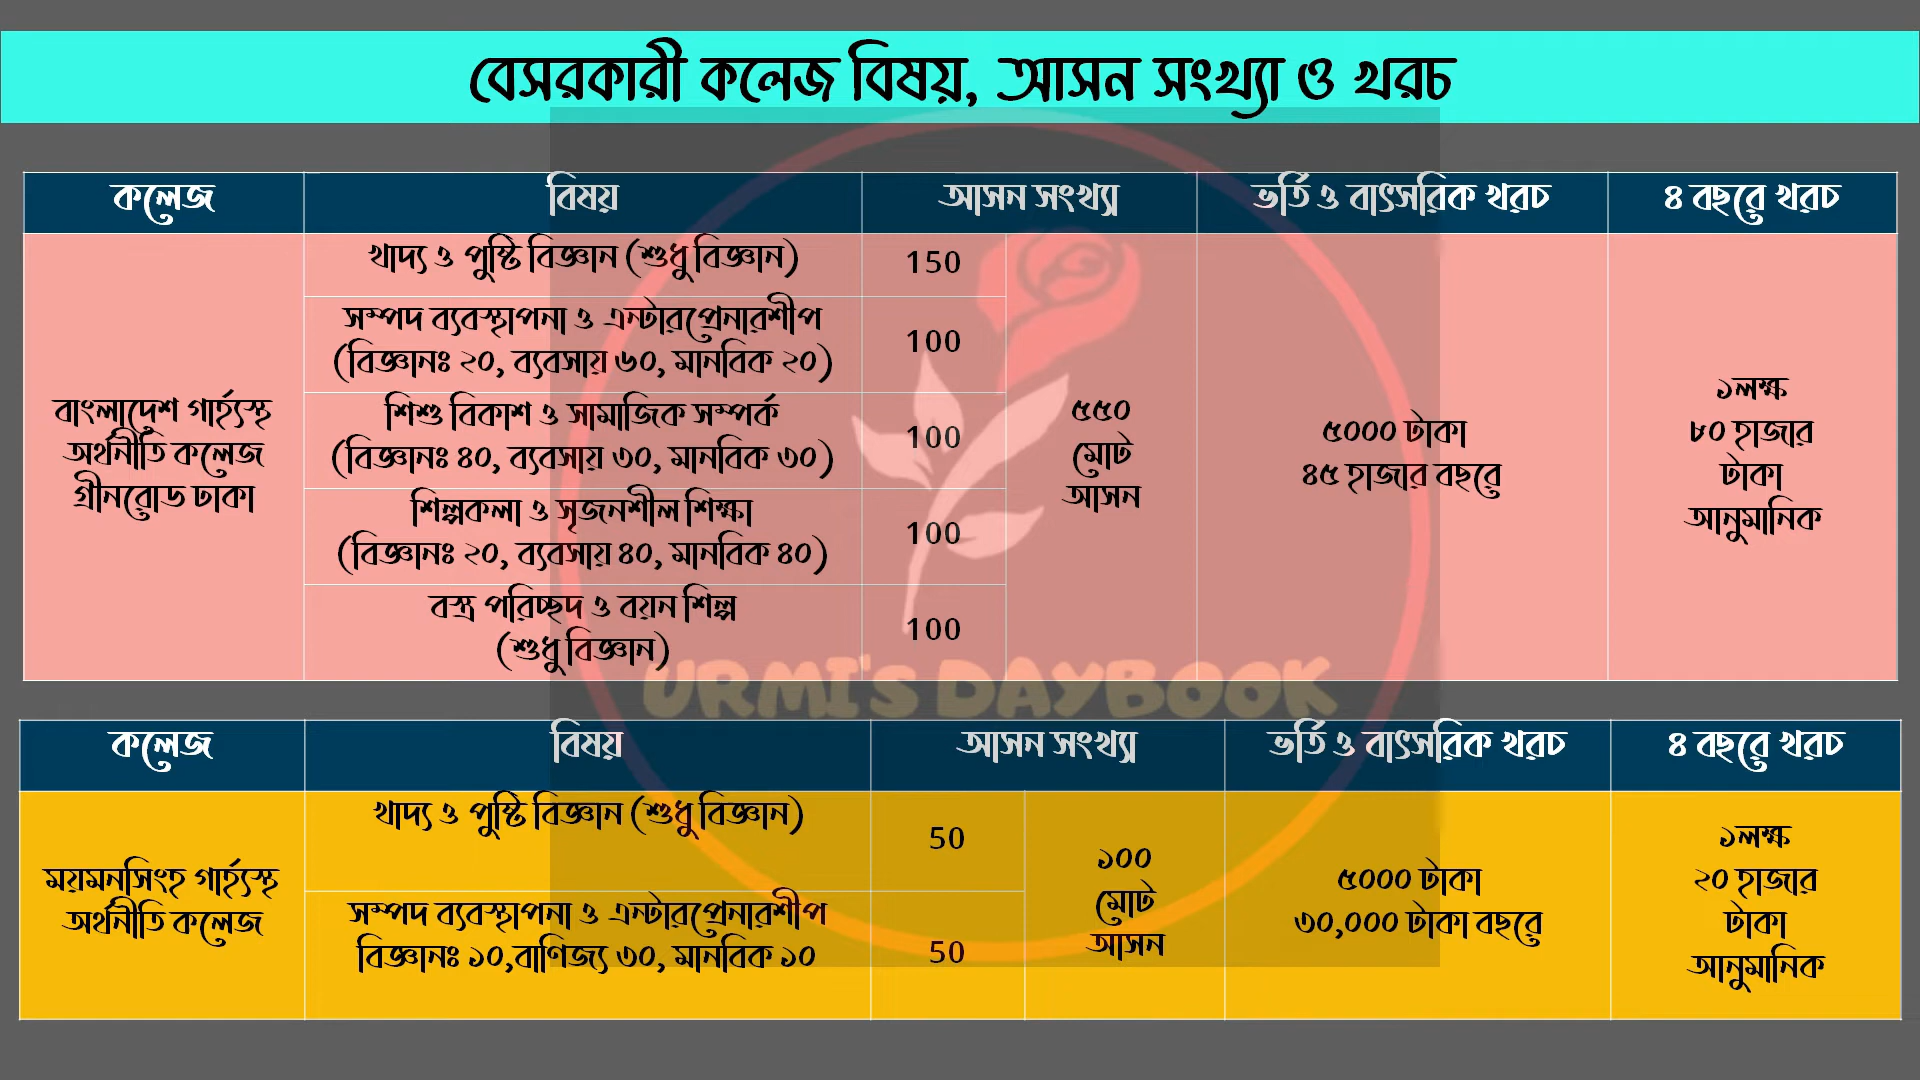 বেসরকারী কলেজ বিষয়, আসন সংখ্যা ও খরচ
কলেজ
বিষয়
আসন সংখ্যা
ভর্তি ও বাৎসরিক খরচ
৪ বছরে খরচ
বাংলাদেশ গার্হ্যস্থ
অর্থনীতি কলেজ
গ্রীনরোড ঢাকা
খাদ্য ও পুষ্টি বিজ্ঞান (শুধু বিজ্ঞান)
150
সম্পদ ব্যবস্থাপনা ও এন্টারপ্রেনারশীপ
(বিজ্ঞানঃ ২০, ব্যবসায় ৬০, মানবিক ২০)
100
শিশু বিকাশ ও সামাজিক সম্পর্ক
(বিজ্ঞানঃ ৪০, ব্যবসায় ৩০, মানবিক ৩০)
100
শিল্পকলা ও সৃজনশীল শিক্ষা
(বিজ্ঞানঃ ২০, ব্যবসায় ৪০, মানবিক ৪০)
100
বস্ত্র পরিচ্ছদ ও বয়ন শিল্প
(শুধু বিজ্ঞান)
100
৫৫০
মোট
আসন
৫০০০ টাকা
৪৫ হাজার বছরে
১লক্ষ
৮০ হাজার
টাকা
আনুমানিক
URMI's DAYBOOK
কলেজ
বিষয়
আসন সংখ্যা
ভর্তি ও বাৎসরিক খরচ
৪ বছরে খরচ
ময়মনসিংহ গার্হ্যস্থ
অর্থনীতি কলেজ
খাদ্য ও পুষ্টি বিজ্ঞান (শুধু বিজ্ঞান)
50
সম্পদ ব্যবস্থাপনা ও এন্টারপ্রেনারশীপ
বিজ্ঞানঃ ১০,বাণিজ্য ৩০, মানবিক ১০
50
১০০
মোট
আসন
৫০০০ টাকা
৩০,০০০ টাকা বছরে
১লক্ষ
২০ হাজার
টাকা
আনুমানিক